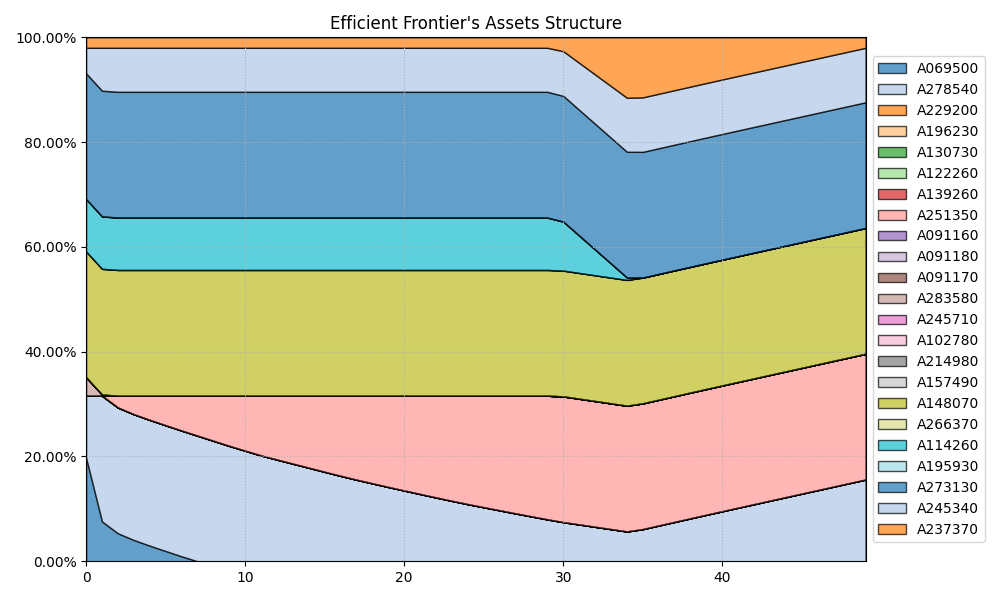 Efficient Frontier's Assets Structure
100.00%
80.00%
60.00%
40.00%
20.00%
0.00%
0
10
20
30
40
A069500
A278540
A229200
A196230
A130730
A122260
A139260
A251350
A091160
A091180
A091170
A283580
A245710
A102780
A214980
A157490
A148070
A266370
A114260
A195930
A273130
A245340
A237370